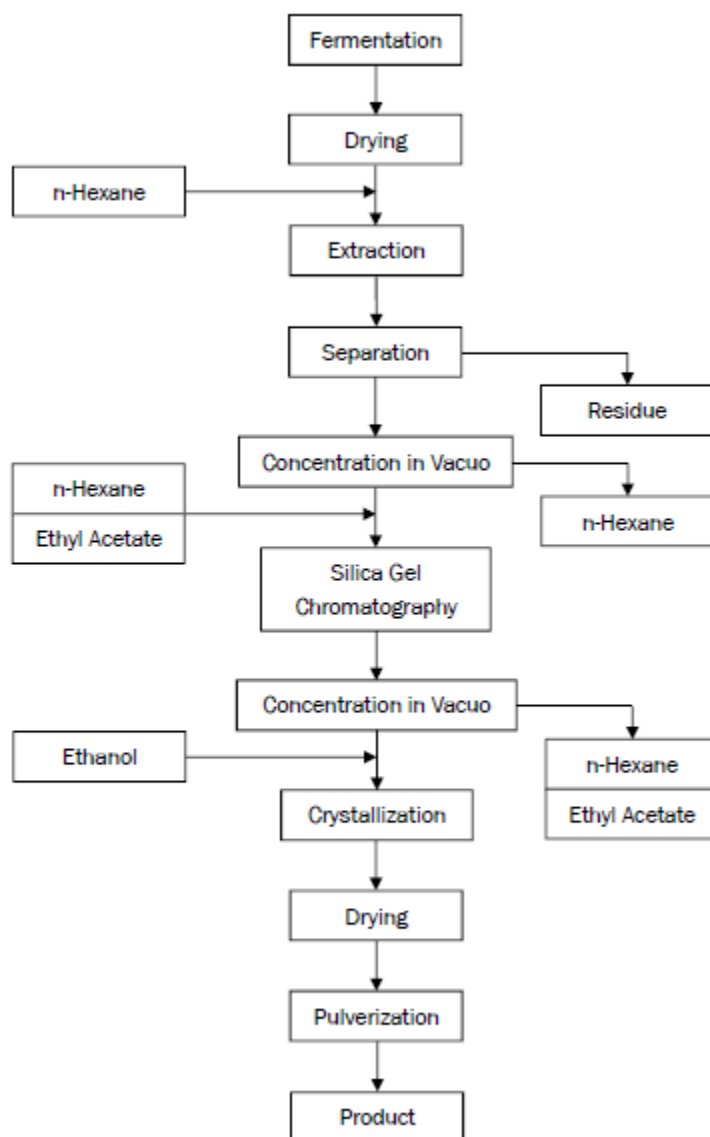 Fermentation
Drying
n-Hexane
Extraction
Separation
Residue
Concentration in Vacuo
n-Hexane
n-Hexane
Ethyl Acetate
Silica Gel
Chromatography
Concentration in Vacuo
Ethanol
n-Hexane
Ethyl Acetate
Crystallization
Drying
Pulverization
Product